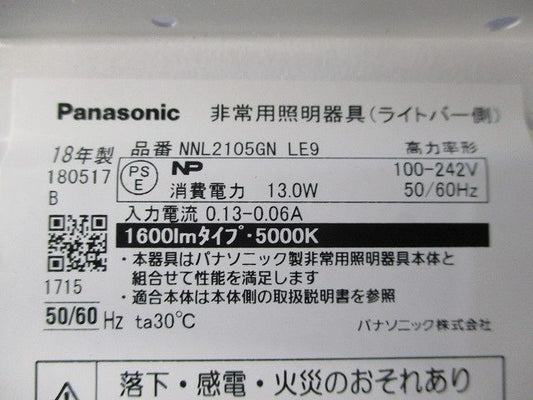 Panasonic 非常用照明器具(ライトバー側)
18年製 品番 NNL2105GN LE9 高力率形
180517 PS E NP 100-242V
B 消費電力 13.0W 50/60Hz
入力電流 0.13-0.06A
1600lmタイプ・5000K
・本器具はパナソニック製非常用照明器具本体と
組合せて性能を満足します
1715 ・適合本体は本体側の取扱説明書を参照
50/60 Hz ta30℃ パナソニック株式会社
落下・感電・火災のおそれあり